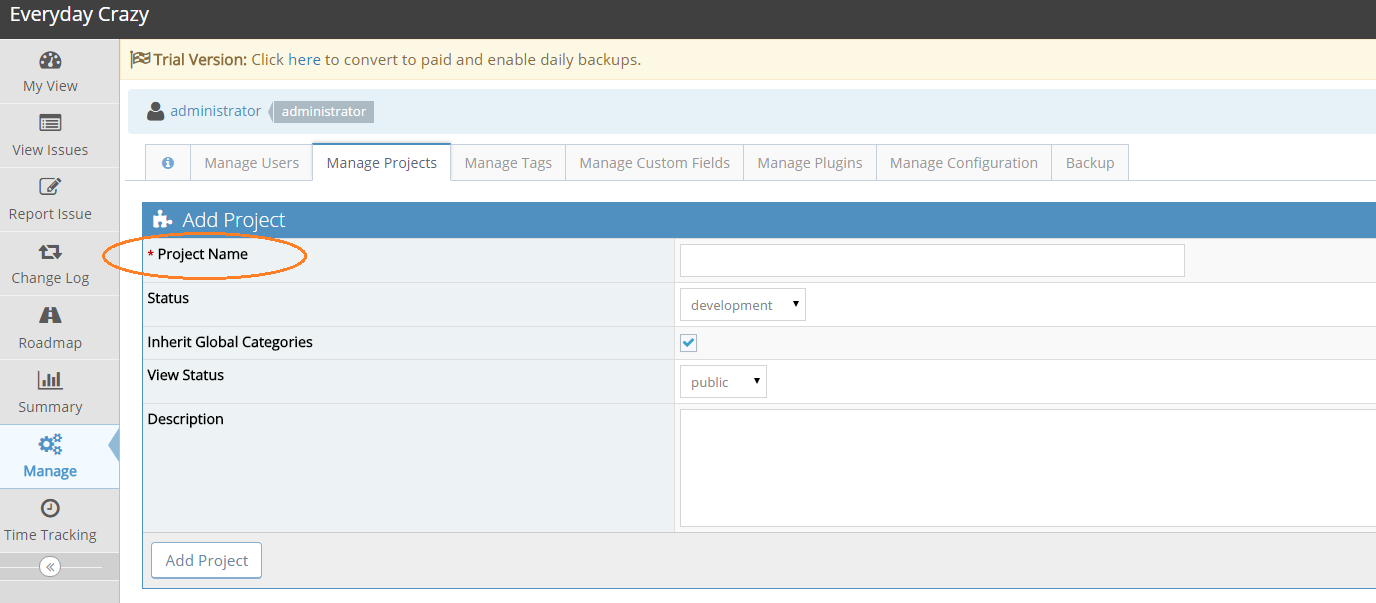 Everyday Crazy
Trial Version: Click here to convert to paid and enable daily backups.
My View
administrator administrator
View Issues
Manage Users Manage Projects Manage Tags Manage Custom Fields Manage Plugins Manage Configuration Backup
Report Issue
Add Project
* Project Name
Change Log
Status development
Roadmap
Inherit Global Categories
View Status public
Summary
Description
Manage
Time Tracking
Add Project